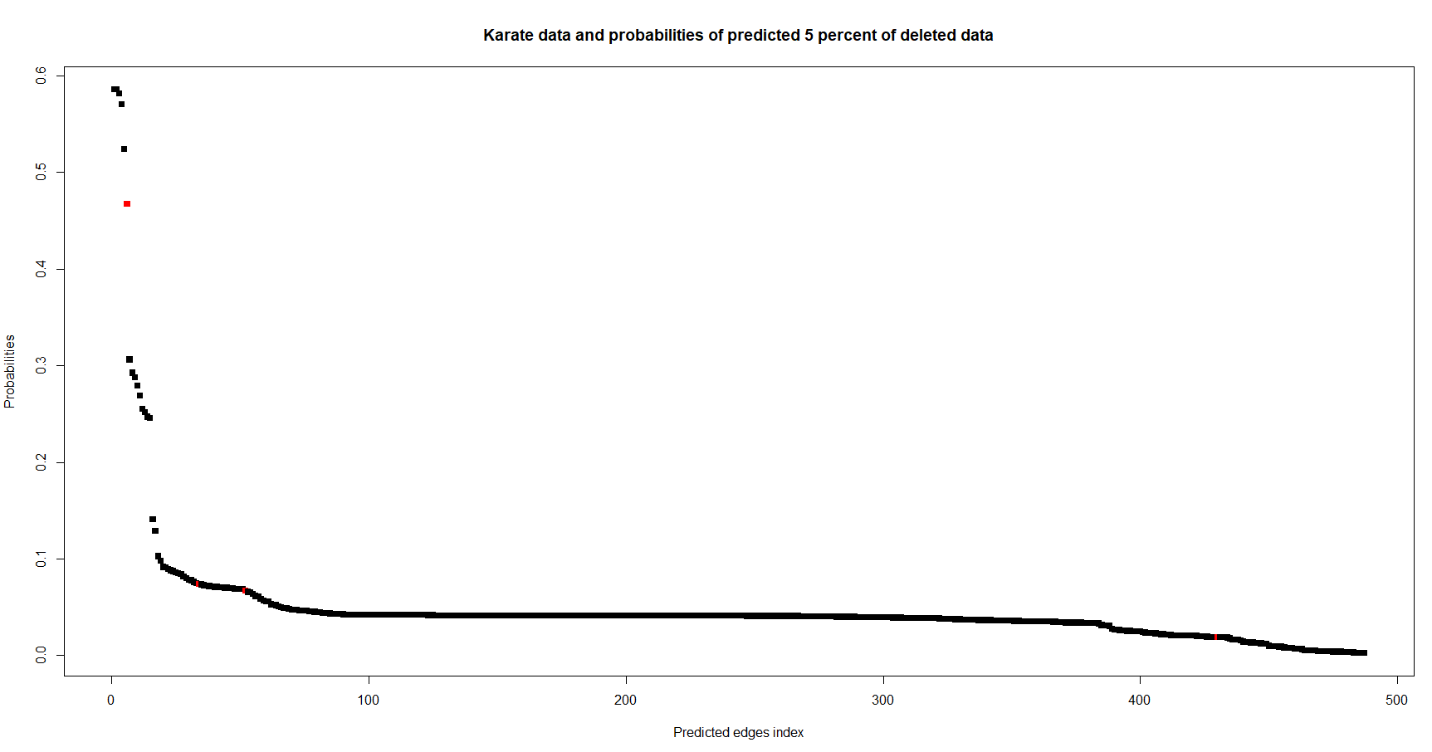 Karate data and probabilities of predicted 5 percent of deleted data
0.6
0.5
0.4
0.3
0.2
0.1
0.0
Probabilities
0 100 200 300 400 500
Predicted edges index